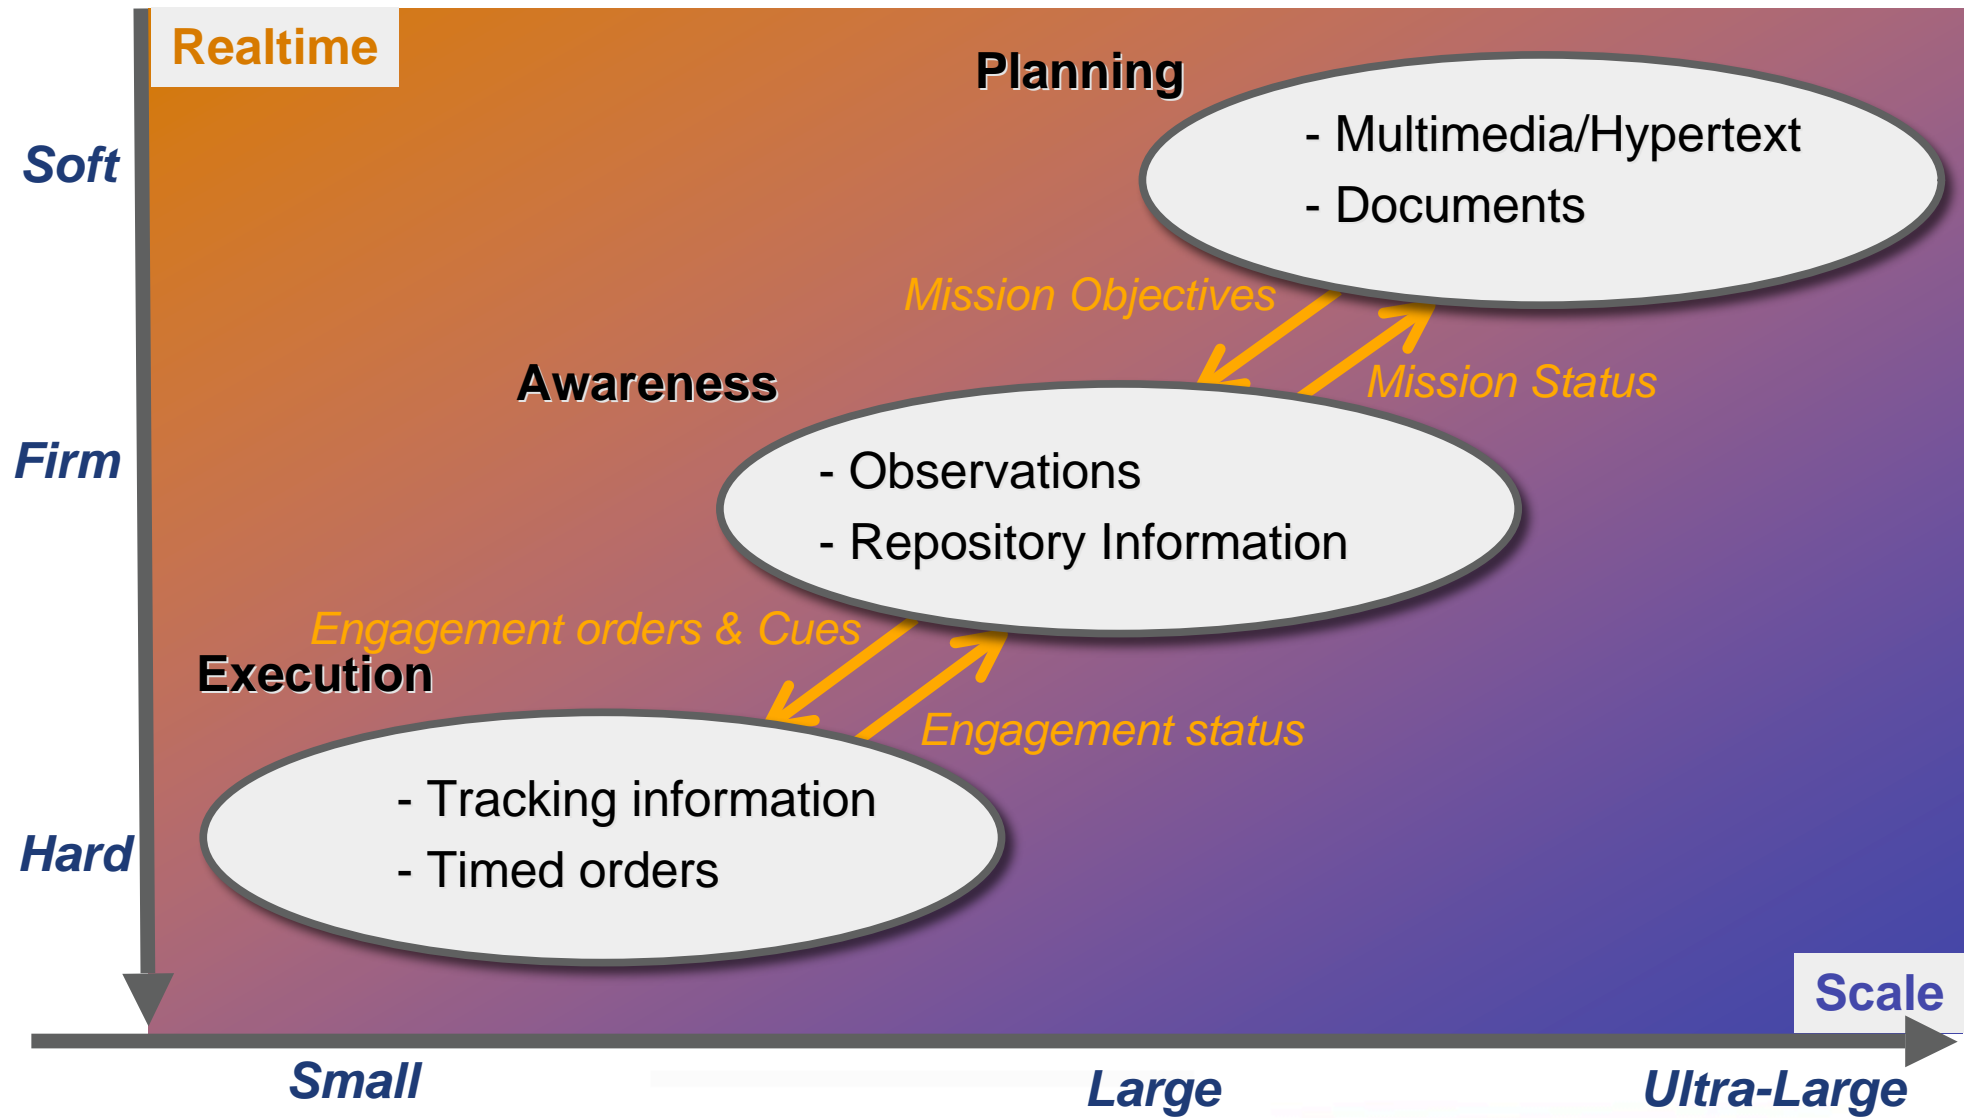 Realtime
Planning
Soft
- Multimedia/Hypertext
- Documents
Mission Objectives
Awareness
Mission Status
Firm
- Observations
- Repository Information
Engagement orders & Cues
Execution
Engagement status
Hard
- Tracking information
- Timed orders
Scale
Small
Large
Ultra-Large